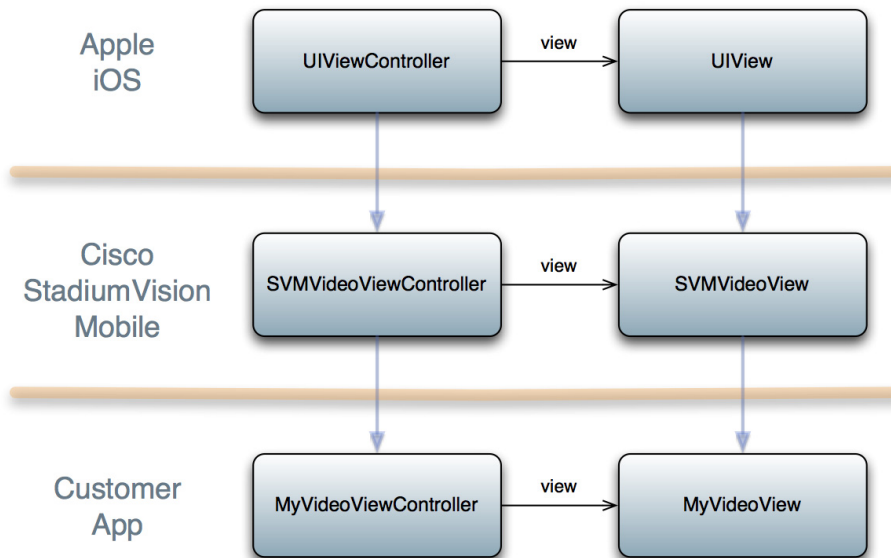 Apple
iOS
UIViewController
view
UIView
Cisco
StadiumVision
Mobile
SVMVideoViewController
view
SVMVideoView
Customer
App
MyVideoViewController
view
MyVideoView